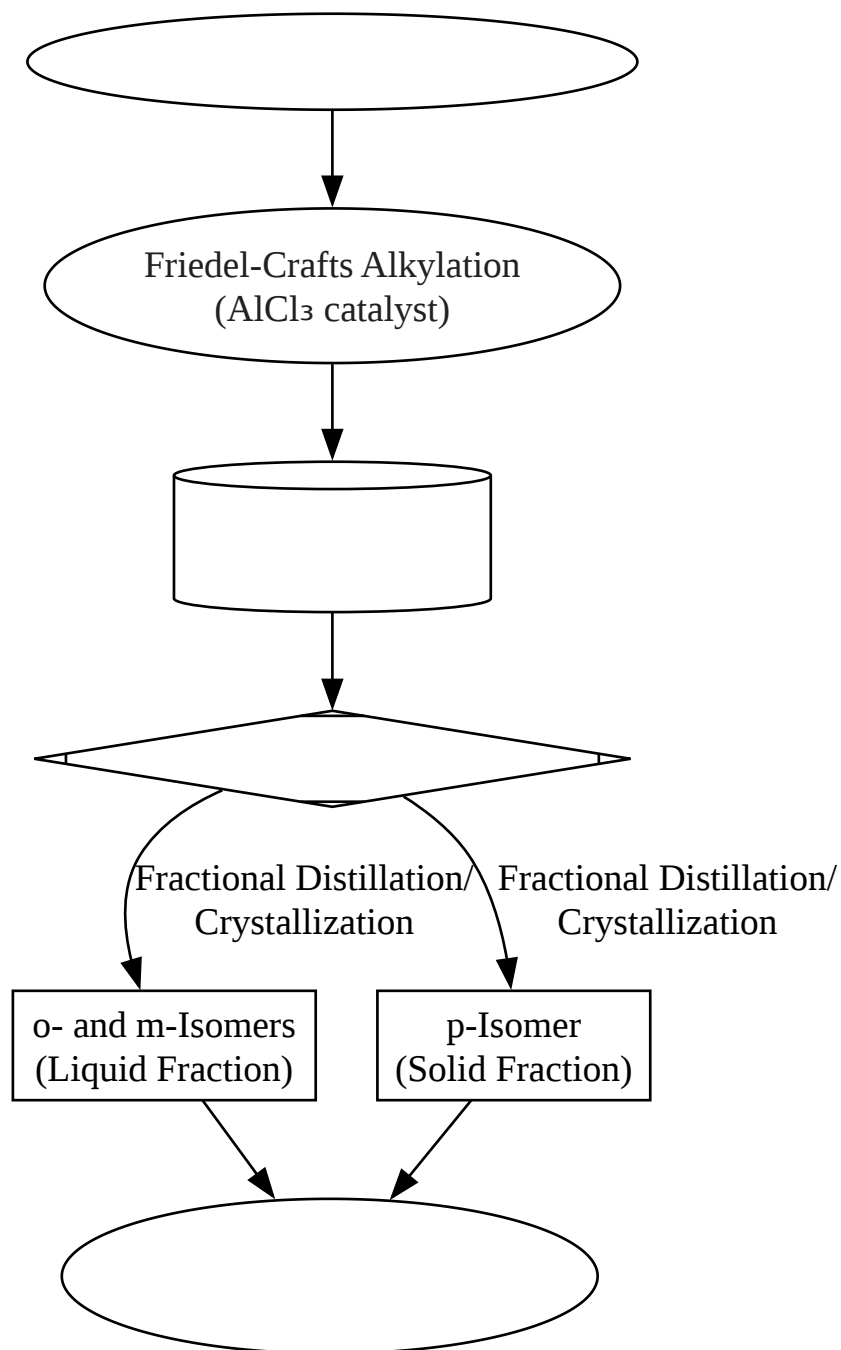 Friedel-Crafts Alkylation
(AlCl₃ catalyst)
Fractional Distillation/
Crystallization
Fractional Distillation/
Crystallization
o- and m-Isomers
(Liquid Fraction)
p-Isomer
(Solid Fraction)